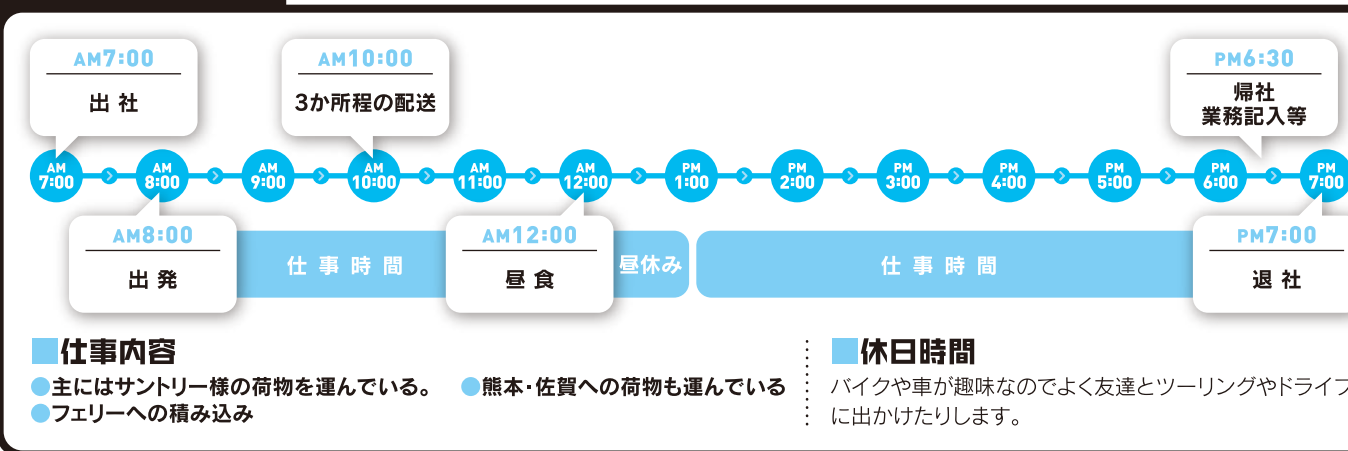 AM7:00
出社
AM10:00
3か所程の配送
PM6:30
帰社
業務記入等
AM 7:00
AM 8:00
AM 9:00
AM 10:00
AM 11:00
AM 12:00
PM 1:00
PM 2:00
PM 3:00
PM 4:00
PM 5:00
PM 6:00
PM 7:00
AM8:00
出発
仕事時間
AM12:00
昼食
昼休み
仕事時間
PM7:00
退社
■仕事内容
●主にはサントリー様の荷物を運んでいる。
●熊本・佐賀への荷物も運んでいる
●フェリーへの積み込み
■休日時間
バイクや車が趣味なのでよく友達とツーリングやドライブ
に出かけたりします。